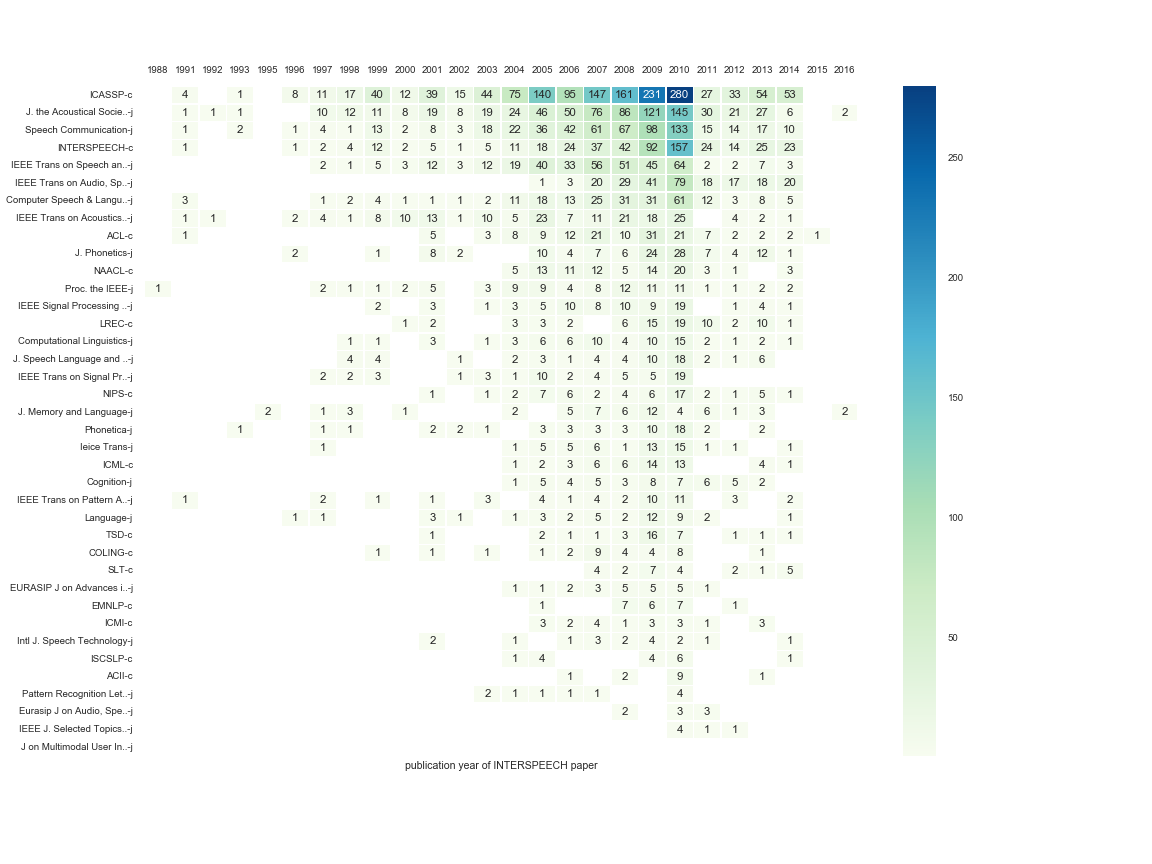 1988 1991 1992 1993 1995 1996 1997 1998 1999 2000 2001 2002 2003 2004 2005 2006 2007 2008 2009 2010 2011 2012 2013 2014 2015 2016
ICASSP-c 4 1 8 11 17 40 12 39 15 44 75 140 95 147 161 231 280 27 33 54 53
J. the Acoustical Socie..-j 1 1 1 10 12 11 8 19 8 19 24 46 50 76 86 121 145 30 21 27 6 2
Speech Communication-j 1 2 1 4 1 13 2 8 3 18 22 36 42 61 67 98 133 15 14 17 10
INTERSPEECH-c 1 1 2 4 12 2 5 1 5 11 18 24 37 42 92 157 24 14 25 23
IEEE Trans on Speech an..-j 2 1 5 3 12 3 12 19 40 33 56 51 45 64 2 2 7 3
IEEE Trans on Audio, Sp..-j 1 3 20 29 41 79 18 17 18 20
Computer Speech & Langu..-j 3 1 2 4 1 1 1 2 11 18 13 25 31 31 61 12 3 8 5
IEEE Trans on Acoustics..-j 1 1 2 4 1 8 10 13 1 10 5 23 7 11 21 18 25 4 2 1
ACL-c 1 5 3 8 9 12 21 10 31 21 7 2 2 2 1
J. Phonetics-j 2 1 8 2 10 4 7 6 24 28 7 4 12 1
NAACL-c 5 13 11 12 5 14 20 3 1 3
Proc. the IEEE-j 1 2 1 1 2 5 3 9 9 4 8 12 11 11 1 1 2 2
IEEE Signal Processing ..-j 2 3 1 3 5 10 8 10 9 19 1 4 1
LREC-c 1 2 3 3 2 6 15 19 10 2 10 1
Computational Linguistics-j 1 1 3 1 3 6 6 10 4 10 15 2 1 2 1
J. Speech Language and ..-j 4 4 1 2 3 1 4 4 10 18 2 1 6
IEEE Trans on Signal Pr..-j 2 2 3 1 3 1 10 2 4 5 5 19
NIPS-c 1 1 2 7 6 2 4 6 17 2 1 5 1
J. Memory and Language-j 2 1 3 1 2 5 7 6 12 4 6 1 3 2
Phonetica-j 1 1 1 2 2 1 3 3 3 3 10 18 2 2
Ieice Trans-j 1 1 5 5 6 1 13 15 1 1 1
ICML-c 1 2 3 6 6 14 13 4 1
Cognition-j 1 5 4 5 3 8 7 6 5 2
IEEE Trans on Pattern A..-j 1 2 1 1 3 4 1 4 2 10 11 3 2
Language-j 1 1 3 1 1 3 2 5 2 12 9 2 1
TSD-c 1 2 1 1 3 16 7 1 1 1
COLING-c 1 1 1 1 2 9 4 4 8 1
SLT-c 4 2 7 4 2 1 5
EURASIP J on Advances i..-j 1 1 2 3 5 5 5 1
EMNLP-c 1 7 6 7 1
ICMI-c 3 2 4 1 3 3 1 3
Intl J. Speech Technology-j 2 1 1 3 2 4 2 1 1
ISCSLP-c 1 4 4 6 1
ACII-c 1 2 9 1
Pattern Recognition Let..-j 2 1 1 1 1 4
Eurasip J on Audio, Spe..-j 2 3 3
IEEE J. Selected Topics..-j 4 1 1
J on Multimodal User In..-j
publication year of INTERSPEECH paper
250
200
150
100
50